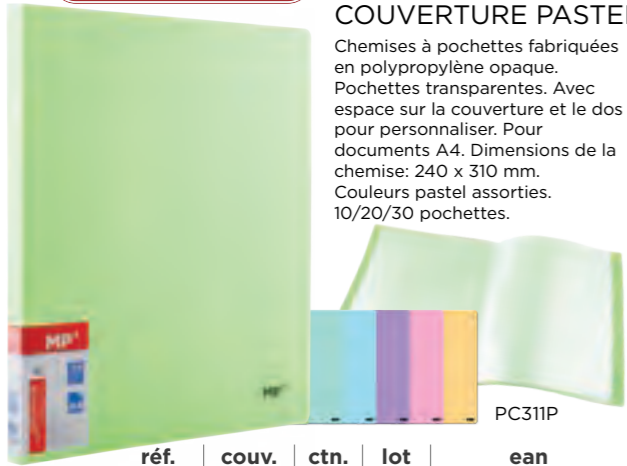 COUVERTURE PASTEL
Chemises à pochettes fabriquées
en polypropylène opaque.
Pochettes transparentes. Avec
espace sur la couverture et le dos
pour personnaliser. Pour
documents A4. Dimensions de la
chemise: 240 x 310 mm.
Couleurs pastel assorties.
10/20/30 pochettes.
MP
MP
PC311P
réf. couv. ctn. lot ean